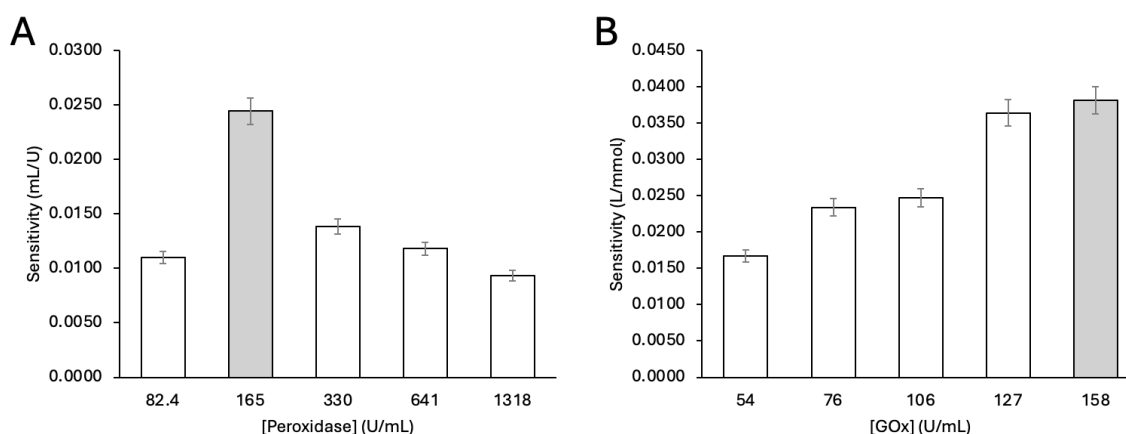 A
0.0300
0.0250
0.0200
0.0150
0.0100
0.0050
0.0000
Sensitivity (mL/U)
82.4 165 330 641 1318
[Peroxidase] (U/mL)
B
0.0450
0.0400
0.0350
0.0300
0.0250
0.0200
0.0150
0.0100
0.0050
0.0000
Sensitivity (L/mmol)
54 76 106 127 158
[GOx] (U/mL)